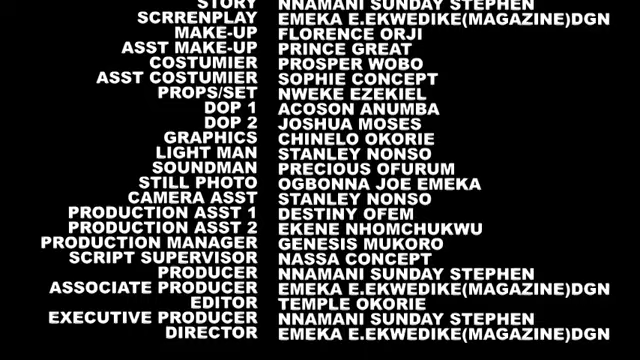 STORY NNAMANI SUNDAY STEPHEN
SCRRENPLAY EMEKA E.EKWEDIKE(MAGAZINE)DGN
MAKE-UP FLORENCE ORJI
ASST MAKE-UP PRINCE GREAT
COSTUMIER PROSPER WOBO
ASST COSTUMIER SOPHIE CONCEPT
PROPS/SET NWEKE EZEKIEL
DOP 1 ACOSON ANUMBA
DOP 2 JOSHUA MOSES
GRAPHICS CHINELO OKORIE
LIGHT MAN STANLEY NONSO
SOUNDMAN PRECIOUS OFURUM
STILL PHOTO OGBONNA JOE EMEKA
CAMERA ASST STANLEY NONSO
PRODUCTION ASST 1 DESTINY OFEM
PRODUCTION ASST 2 EKENE NHOMCHUKWU
PRODUCTION MANAGER GENESIS MUKORO
SCRIPT SUPERVISOR NASSA CONCEPT
PRODUCER NNAMANI SUNDAY STEPHEN
ASSOCIATE PRODUCER EMEKA E.EKWEDIKE(MAGAZINE)DGN
EDITOR TEMPLE OKORIE
EXECUTIVE PRODUCER NNAMANI SUNDAY STEPHEN
DIRECTOR EMEKA E.EKWEDIKE(MAGAZINE)DGN